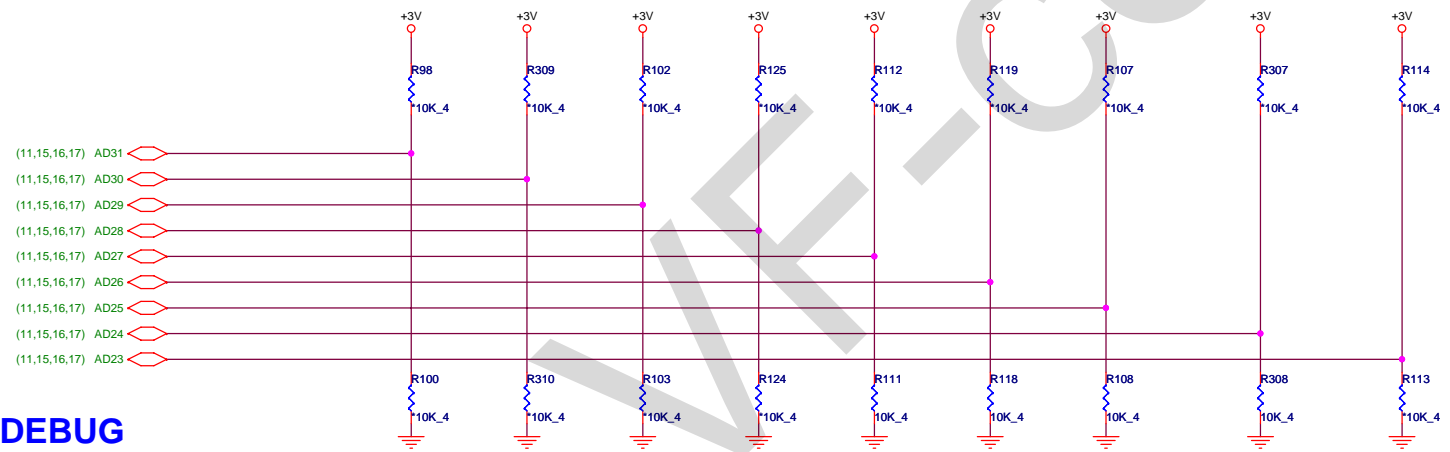 +3V +3V +3V +3V +3V +3V +3V +3V +3V
R98 R309 R102 R125 R112 R119 R107 R307 R114
*10K_4 *10K_4 *10K_4 *10K_4 *10K_4 *10K_4 *10K_4 *10K_4 *10K_4
(11,15,16,17) AD31
(11,15,16,17) AD30
(11,15,16,17) AD29
(11,15,16,17) AD28
(11,15,16,17) AD27
(11,15,16,17) AD26
(11,15,16,17) AD25
(11,15,16,17) AD24
(11,15,16,17) AD23
R100 R310 R103 R124 R111 R118 R108 R308 R113
*10K_4 *10K_4 *10K_4 *10K_4 *10K_4 *10K_4 *10K_4 *10K_4 *10K_4
DEBUG